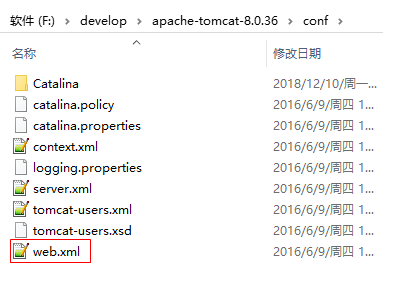 软件 (F:) > develop > apache-tomcat-8.0.36 > conf
名称 修改日期
Catalina 2018/12/10/周一...
catalina.policy 2016/6/9/周四 1...
catalina.properties 2016/6/9/周四 1...
context.xml 2016/6/9/周四 1...
logging.properties 2016/6/9/周四 1...
server.xml 2016/6/9/周四 1...
tomcat-users.xml 2016/6/9/周四 1...
tomcat-users.xsd 2016/6/9/周四 1...
web.xml 2016/6/9/周四 1...